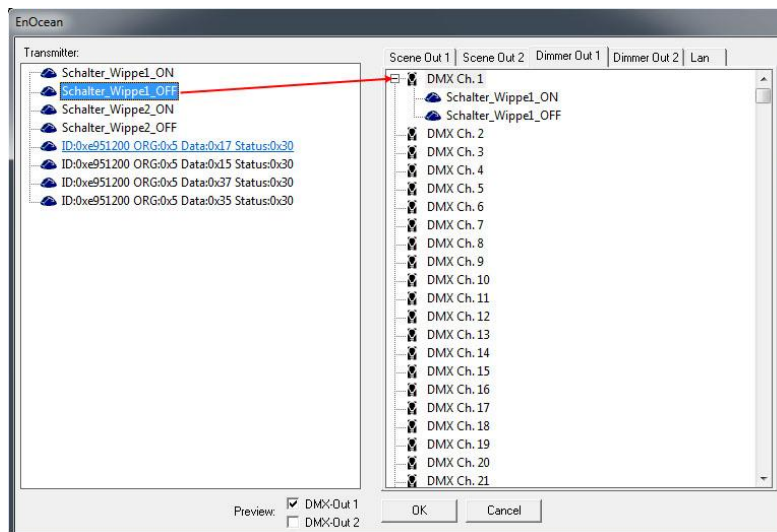 EnOcean
Transmitter:
Schalter_Wippe1_ON
Schalter_Wippe1_OFF
Schalter_Wippe2_ON
Schalter_Wippe2_OFF
ID:0xe951200 ORG:0x5 Data:0x17 Status:0x30
ID:0xe951200 ORG:0x5 Data:0x15 Status:0x30
ID:0xe951200 ORG:0x5 Data:0x37 Status:0x30
ID:0xe951200 ORG:0x5 Data:0x35 Status:0x30
Scene Out 1 Scene Out 2 Dimmer Out 1 Dimmer Out 2 Lan
DMX Ch. 1
Schalter_Wippe1_ON
Schalter_Wippe1_OFF
DMX Ch. 2
DMX Ch. 3
DMX Ch. 4
DMX Ch. 5
DMX Ch. 6
DMX Ch. 7
DMX Ch. 8
DMX Ch. 9
DMX Ch. 10
DMX Ch. 11
DMX Ch. 12
DMX Ch. 13
DMX Ch. 14
DMX Ch. 15
DMX Ch. 16
DMX Ch. 17
DMX Ch. 18
DMX Ch. 19
DMX Ch. 20
DMX Ch. 21
Preview: DMX-Out 1
DMX-Out 2
OK Cancel